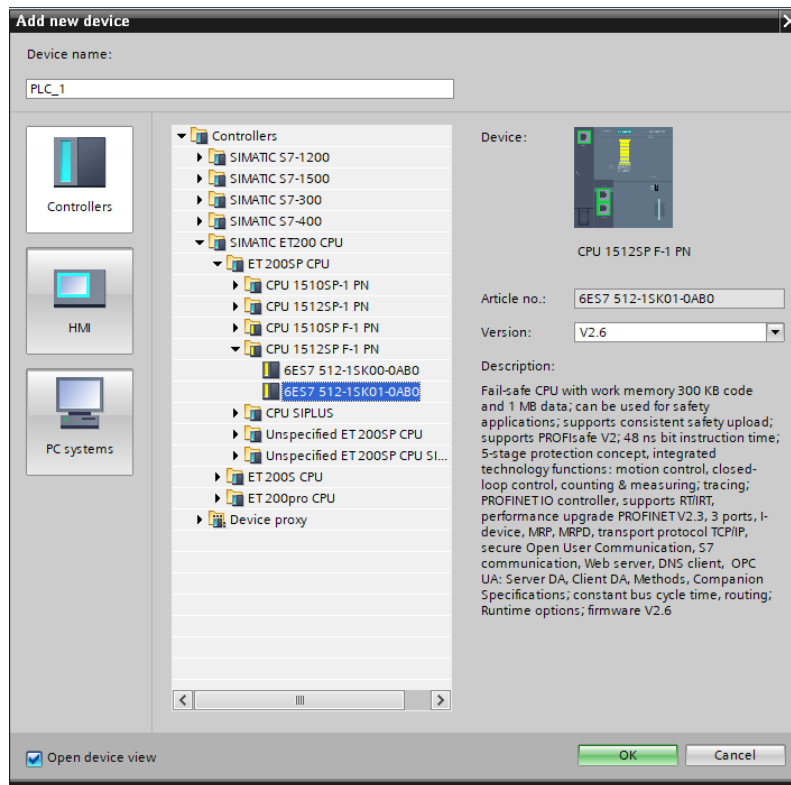 Add new device
Device name:
PLC_1
Controllers
HMI
PC systems
Controllers
SIMATIC S7-1200
SIMATIC S7-1500
SIMATIC S7-300
SIMATIC S7-400
SIMATIC ET200 CPU
ET 200SP CPU
CPU 1510SP-1 PN
CPU 1512SP-1 PN
CPU 1510SP F-1 PN
CPU 1512SP F-1 PN
6ES7 512-1SK00-0AB0
6ES7 512-1SK01-0AB0
CPU SIPLUS
Unspecified ET 200SP CPU
Unspecified ET 200SP CPU SI...
ET 200S CPU
ET 200pro CPU
Device proxy
Device:
CPU 1512SP F-1 PN
Article no.: 6ES7 512-1SK01-0AB0
Version: V2.6
Description:
Fail-safe CPU with work memory 300 KB code
and 1 MB data; can be used for safety
applications; supports consistent safety upload;
supports PROFIsafe V2; 48 ns bit instruction time;
5-stage protection concept, integrated
technology functions: motion control, closed-
loop control, counting & measuring; tracing;
PROFINET IO controller, supports RT/IRT,
performance upgrade PROFINET V2.3, 3 ports, I-
device, MRP, MRPD, transport protocol TCP/IP,
secure Open User Communication, S7
communication, Web server, DNS client, OPC
UA: Server DA, Client DA, Methods, Companion
Specifications; constant bus cycle time, routing;
Runtime options; firmware V2.6
Open device view
OK
Cancel